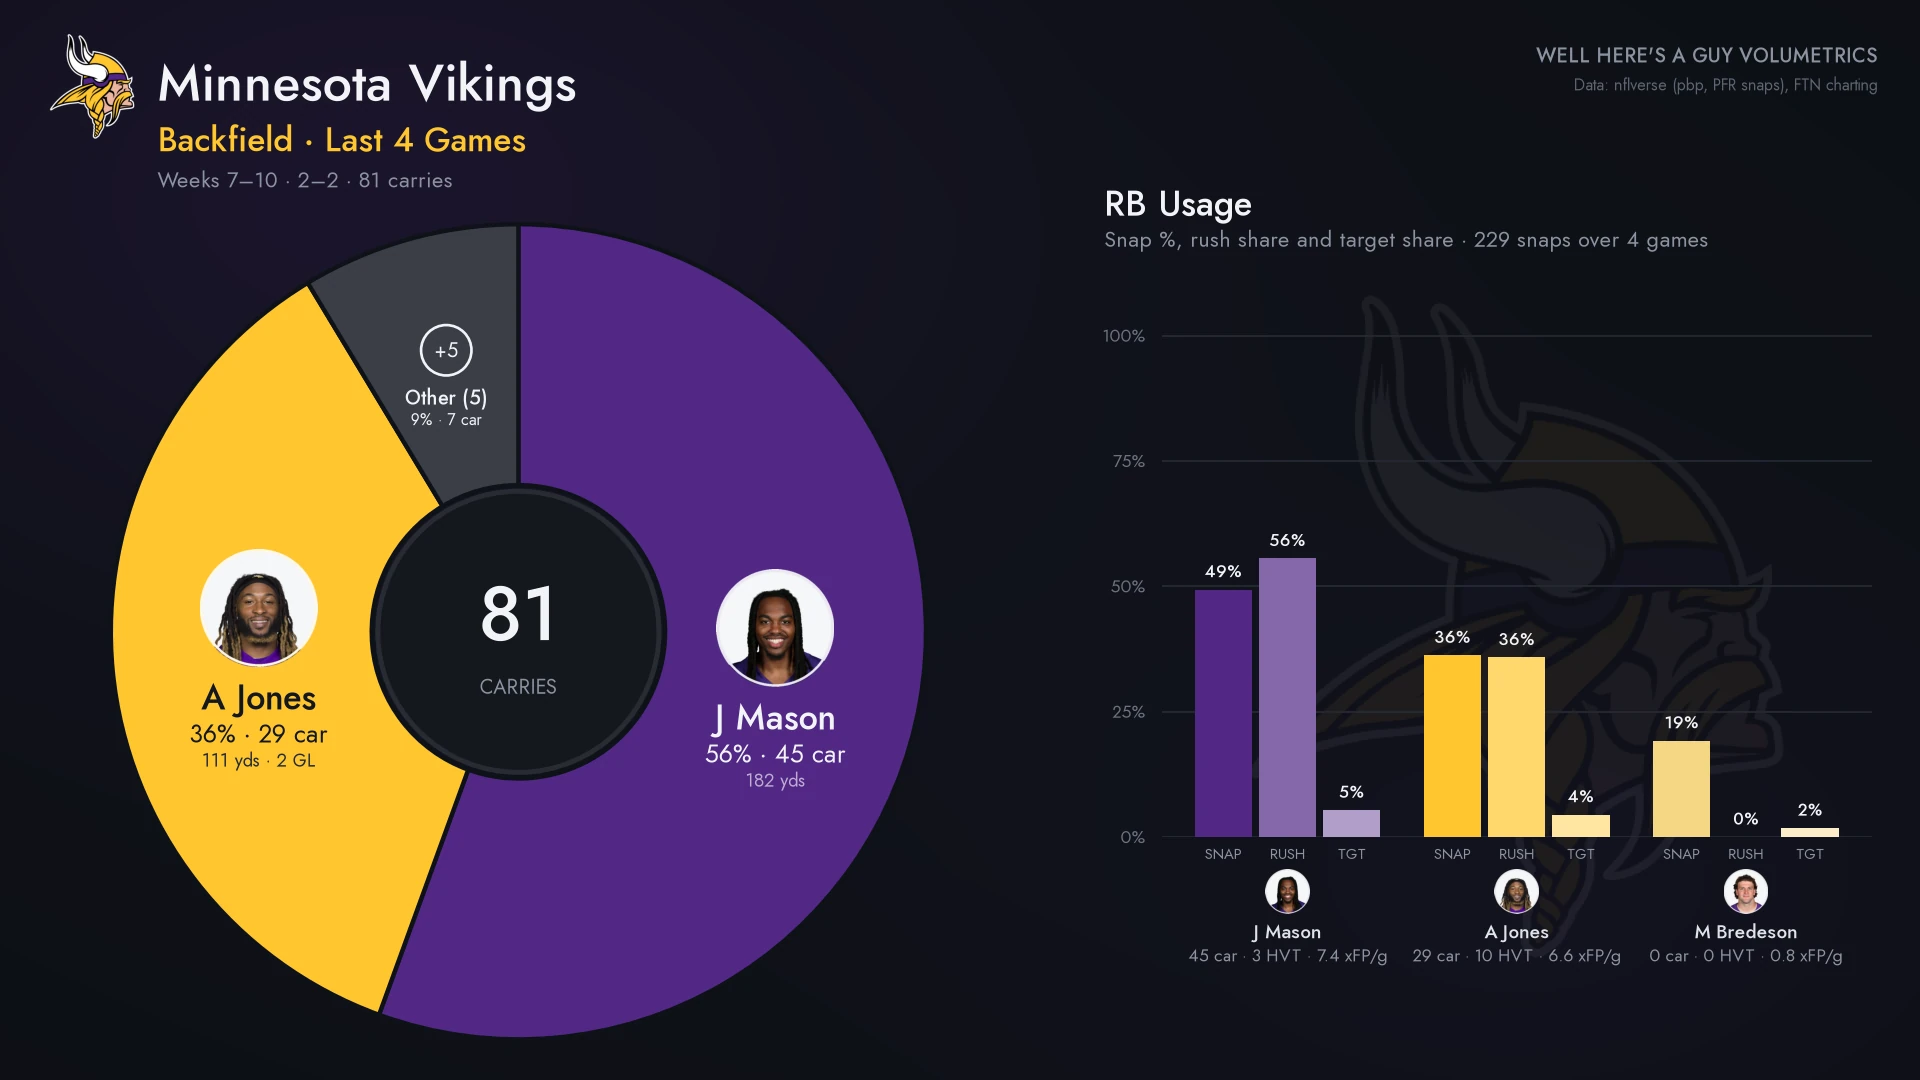 Minnesota Vikings
Backfield · Last 4 Games
Weeks 7–10 · 2–2 · 81 carries
WELL HERE'S A GUY VOLUMETRICS
Data: nflverse (pbp, PFR snaps), FTN charting
+5
Other (5)
9% · 7 car
A Jones
36% · 29 car
111 yds · 2 GL
81
CARRIES
J Mason
56% · 45 car
182 yds
RB Usage
Snap %, rush share and target share · 229 snaps over 4 games
100%
75%
50%
25%
0%
49% 56% 5% 36% 36% 4% 19% 0% 2%
SNAP RUSH TGT SNAP RUSH TGT SNAP RUSH TGT
J Mason A Jones M Bredeson
45 car · 3 HVT · 7.4 xFP/g 29 car · 10 HVT · 6.6 xFP/g 0 car · 0 HVT · 0.8 xFP/g